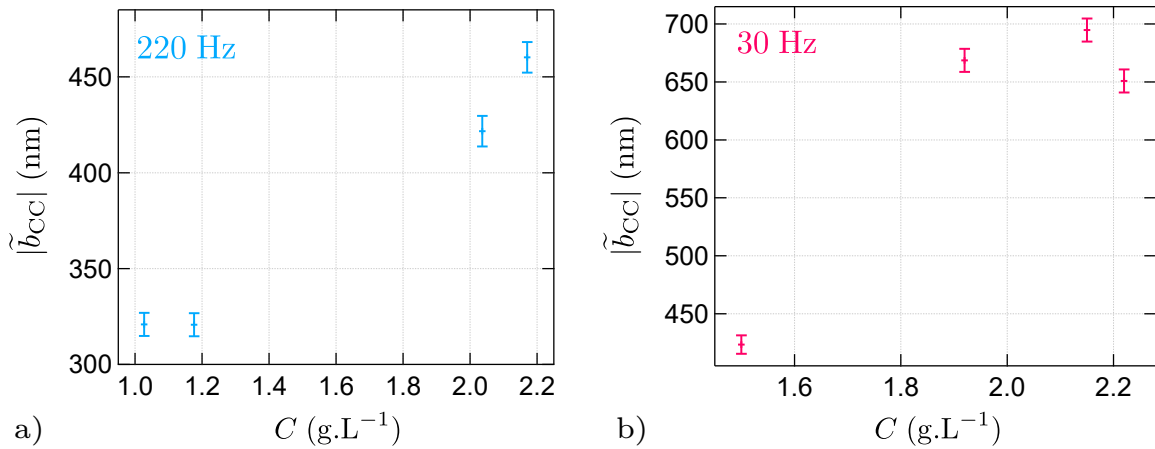 220 Hz
|b̃CC| (nm)
450
400
350
300
1.0 1.2 1.4 1.6 1.8 2.0 2.2
C (g.L⁻¹)
a)
30 Hz
|b̃CC| (nm)
700
650
600
550
500
450
1.6 1.8 2.0 2.2
C (g.L⁻¹)
b)